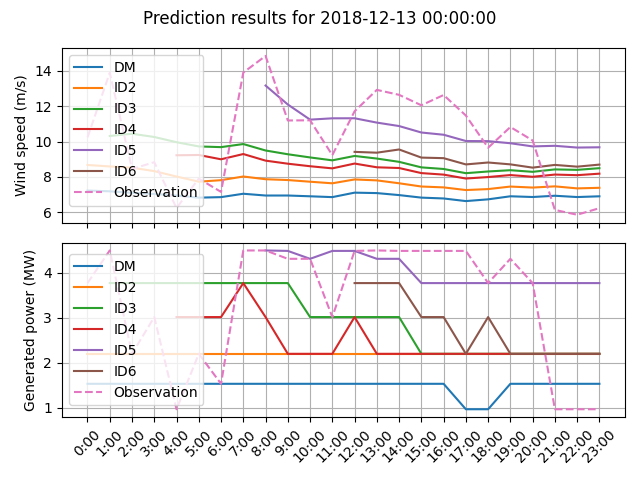 Prediction results for 2018-12-13 00:00:00
Wind speed (m/s)
14
12
10
8
6
DM
ID2
ID3
ID4
ID5
ID6
Observation
Generated power (MW)
4
3
2
1
DM
ID2
ID3
ID4
ID5
ID6
Observation
0:00
1:00
2:00
3:00
4:00
5:00
6:00
7:00
8:00
9:00
10:00
11:00
12:00
13:00
14:00
15:00
16:00
17:00
18:00
19:00
20:00
21:00
22:00
23:00